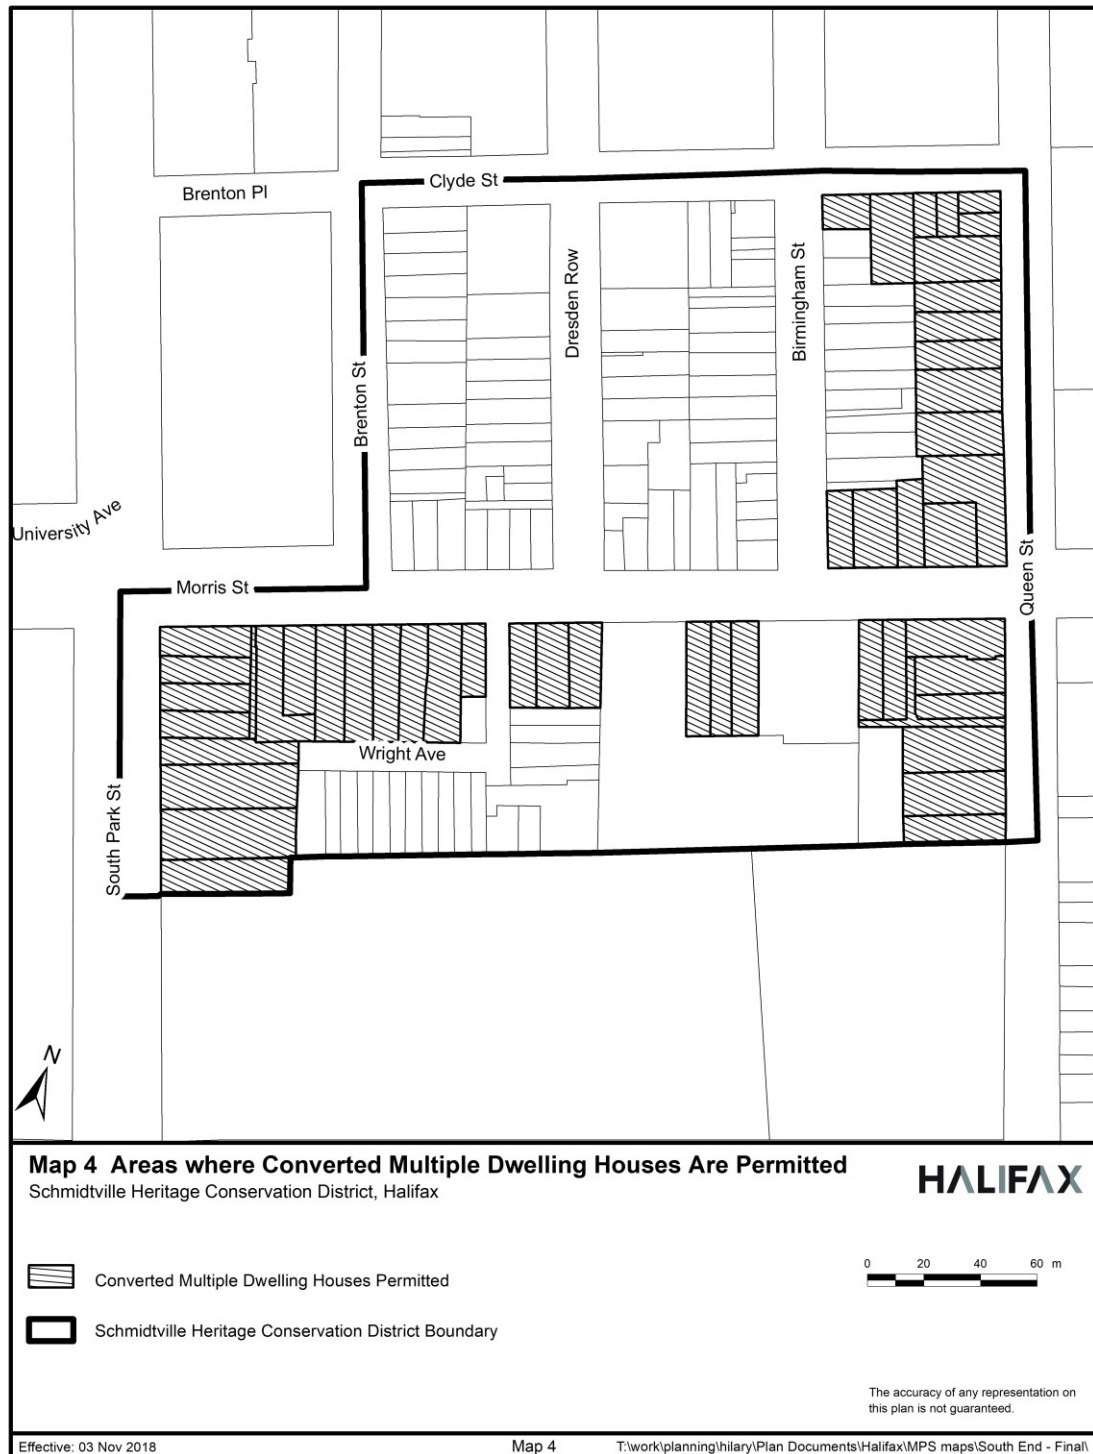 Clyde St
Brenton Pl
Dresden Row
Birmingham St
Brenton St
University Ave
Morris St
Queen St
Wright Ave
South Park St
N
Map 4 Areas where Converted Multiple Dwelling Houses Are Permitted
Schmidtville Heritage Conservation District, Halifax
HALIFAX
Converted Multiple Dwelling Houses Permitted
0 20 40 60 m
Schmidtville Heritage Conservation District Boundary
The accuracy of any representation on
this plan is not guaranteed.
Effective: 03 Nov 2018 Map 4 T:\work\planning\hilary\Plan Documents\Halifax\MPS maps\South End - Final\